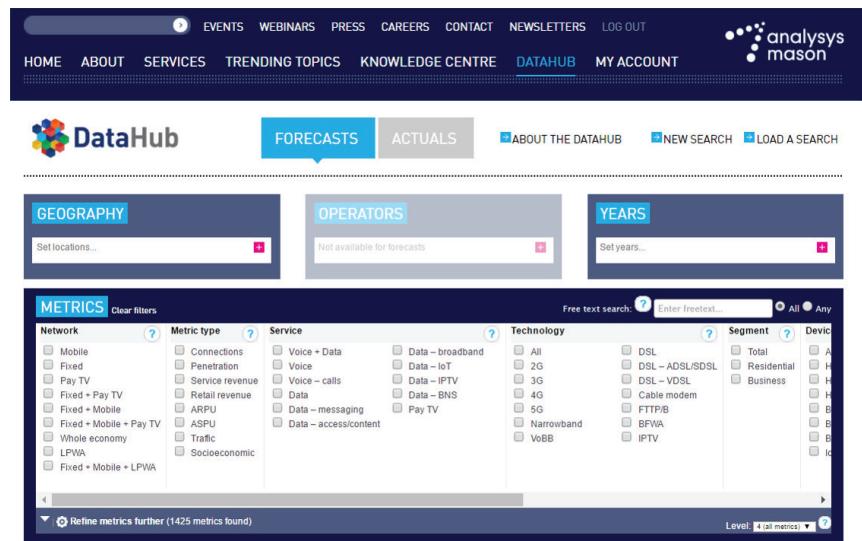 EVENTS WEBINARS PRESS CAREERS CONTACT NEWSLETTERS LOG OUT
analysys
mason
HOME ABOUT SERVICES TRENDING TOPICS KNOWLEDGE CENTRE DATAHUB MY ACCOUNT
DataHub FORECASTS ACTUALS ABOUT THE DATAHUB NEW SEARCH LOAD A SEARCH
GEOGRAPHY OPERATORS YEARS
Set locations... + Not available for forecasts + Set years... +
METRICS Clear filters Free text search: ? Enter freetext... All Any
Network ? Metric type ? Service ? Technology ? Segment ? Devic
Mobile Connections Voice + Data Data – broadband All DSL Total A
Fixed Penetration Voice Data – IoT 2G DSL – ADSL/SDSL Residential H
Pay TV Service revenue Voice – calls Data – IPTV 3G DSL – VDSL Business H
Fixed + Pay TV Retail revenue Data Data – BNS 4G Cable modem H
Fixed + Mobile ARPU Data – messaging Pay TV 5G FTTP/B B
Fixed + Mobile + Pay TV ASPU Data – access/content Narrowband BFWA B
Whole economy Traffic VoBB IPTV B
LPWA Socioeconomic
Fixed + Mobile + LPWA
Refine metrics further (1425 metrics found) Level: 4 (all metrics) ?